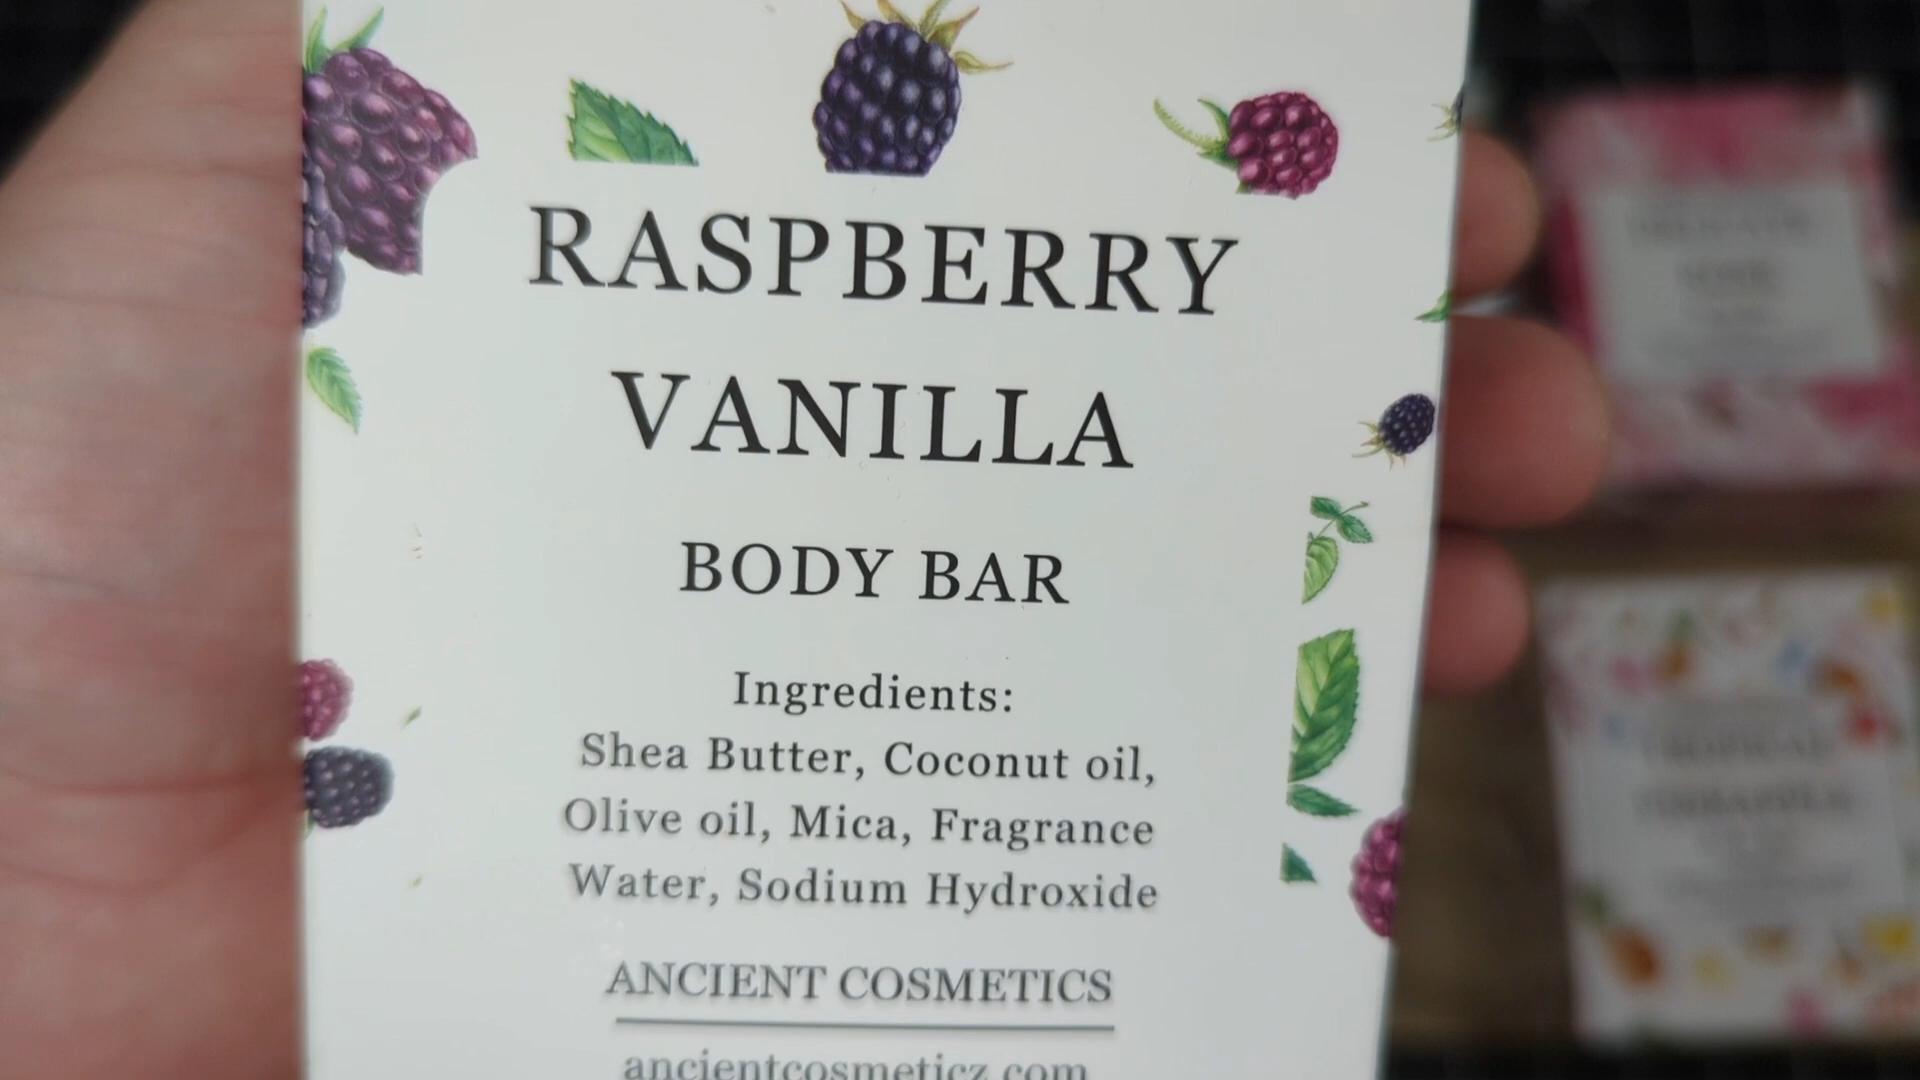 RASPBERRY
VANILLA
BODY BAR
Ingredients:
Shea Butter, Coconut oil,
Olive oil, Mica, Fragrance
Water, Sodium Hydroxide
ANCIENT COSMETICS
ancientcosmeticz.com